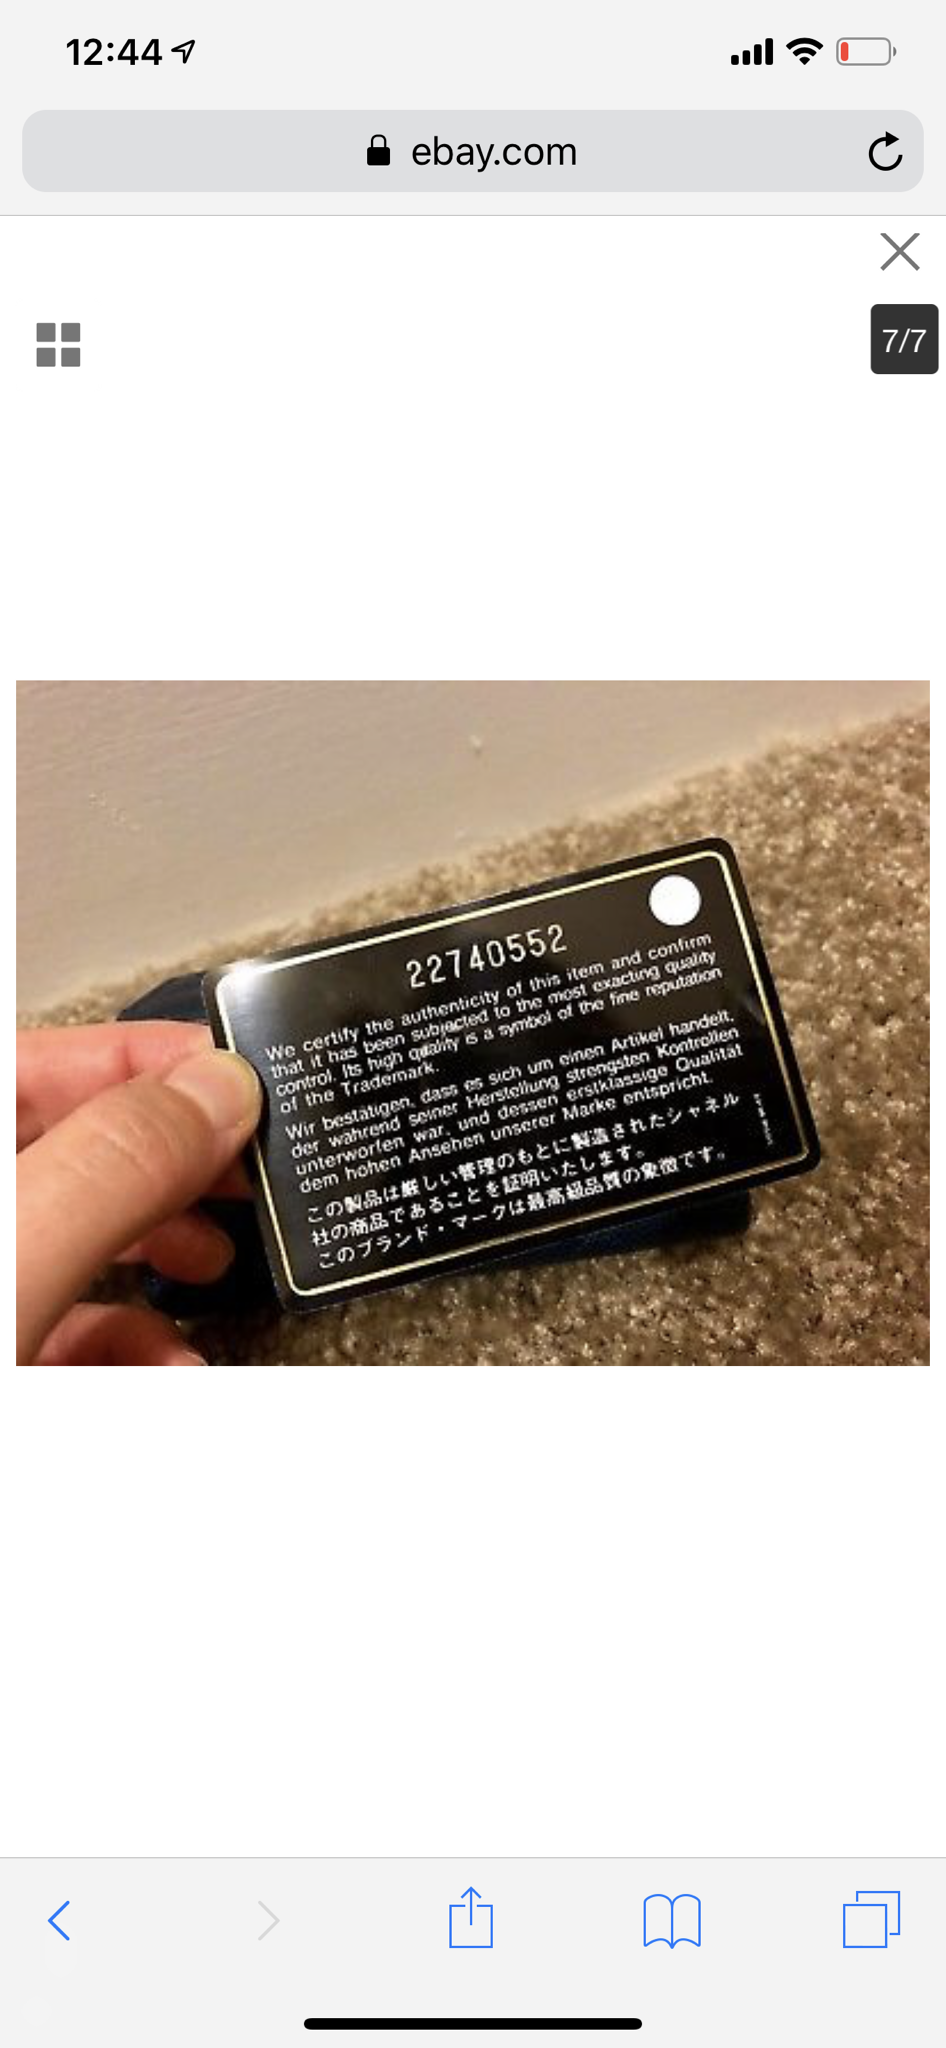 12:44
ebay.com
7/7
22740552
We certify the authenticity of this item and confirm
that it has been subjected to the most exacting quality
control. Its high quality is a symbol of the fine reputation
of the Trademark.
Wir bestatigen, dass es sich um einen Artikel handelt,
der wahrend seiner Herstellung strengsten Kontrollen
unterworfen war, und dessen erstklassige Qualitat
dem hohen Ansehen unserer Marke entspricht.
この製品は厳しい管理のもとに製造されたシャネル
社の商品であることを証明いたします。
このブランド・マークは最高級品質の象徴です。